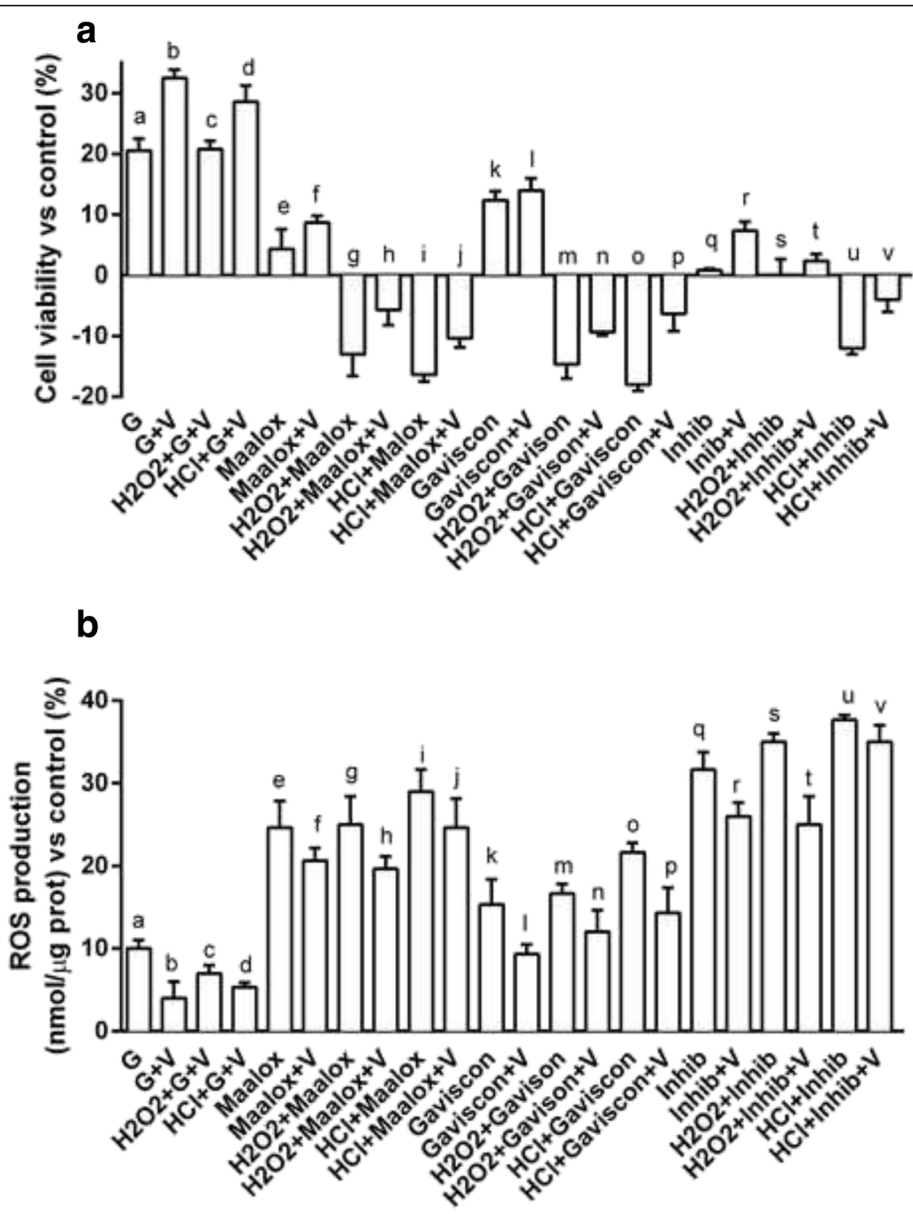 a
Cell viability vs control (%)
30
20
10
0
-10
-20
a
b
c
d
e
f
g
h
i
j
k
l
m
n
o
p
q
r
s
t
u
v
G
G+V
H2O2+G+V
HCl+G+V
Maalox
Maalox+V
H2O2+Maalox
H2O2+Maalox+V
HCl+Malox
HCl+Maalox+V
Gaviscon
Gaviscon+V
H2O2+Gavison
H2O2+Gavison+V
HCl+Gaviscon
HCl+Gaviscon+V
Inhib
Inib+V
H2O2+Inhib
H2O2+Inhib+V
HCl+Inhib
HCl+Inhib+V
b
ROS production
(nmol/μg prot) vs control (%)
40
30
20
10
0
a
b
c
d
e
f
g
h
i
j
k
l
m
n
o
p
q
r
s
t
u
v
G
G+V
H2O2+G+V
HCl+G+V
Maalox
Maalox+V
H2O2+Maalox
H2O2+Maalox+V
HCl+Maalox
HCl+Maalox+V
Gaviscon
Gaviscon+V
H2O2+Gavison
H2O2+Gavison+V
HCl+Gaviscon
HCl+Gaviscon+V
Inhib
Inhib+V
H2O2+Inhib
H2O2+Inhib+V
HCl+Inhib
HCl+Inhib+V